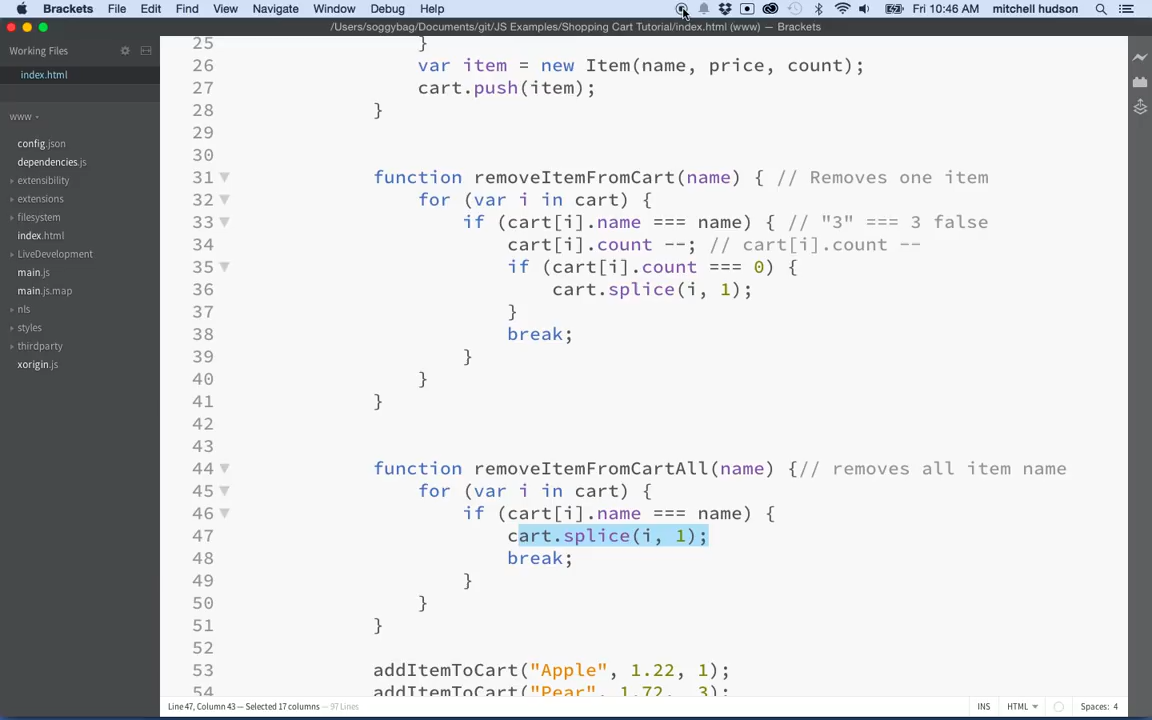 Brackets File Edit Find View Navigate Window Debug Help Fri 10:46 AM mitchell hudson
/Users/soggybag/Documents/git/JS Examples/Shopping Cart Tutorial/index.html (www) — Brackets
Working Files
index.html
www
config.json
dependencies.js
extensibility
extensions
filesystem
index.html
LiveDevelopment
main.js
main.js.map
nls
styles
thirdparty
xorigin.js
25 }
26 var item = new Item(name, price, count);
27 cart.push(item);
28 }
29
30
31 function removeItemFromCart(name) { // Removes one item
32 for (var i in cart) {
33 if (cart[i].name === name) { // "3" === 3 false
34 cart[i].count --; // cart[i].count --
35 if (cart[i].count === 0) {
36 cart.splice(i, 1);
37 }
38 break;
39 }
40 }
41 }
42
43
44 function removeItemFromCartAll(name) {// removes all item name
45 for (var i in cart) {
46 if (cart[i].name === name) {
47 cart.splice(i, 1);
48 break;
49 }
50 }
51 }
52
53 addItemToCart("Apple", 1.22, 1);
54 addItemToCart("Pear", 1.72, 3);
Line 47, Column 43 — Selected 17 columns — 97 Lines INS HTML Spaces: 4